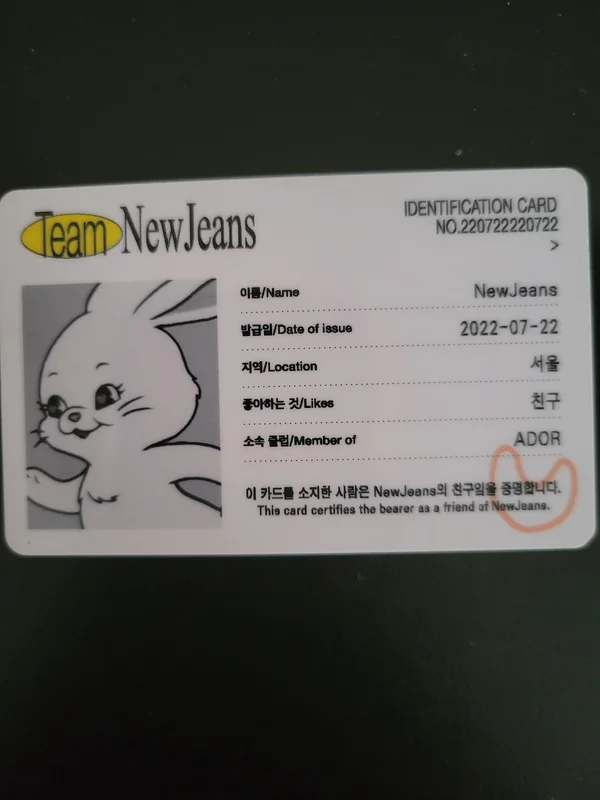 Team NewJeans
IDENTIFICATION CARD
NO.220722220722
>
이름/Name NewJeans
발급일/Date of issue 2022-07-22
지역/Location 서울
좋아하는 것/Likes 친구
소속 클럽/Member of ADOR
이 카드를 소지한 사람은 NewJeans의 친구임을 증명합니다.
This card certifies the bearer as a friend of NewJeans.